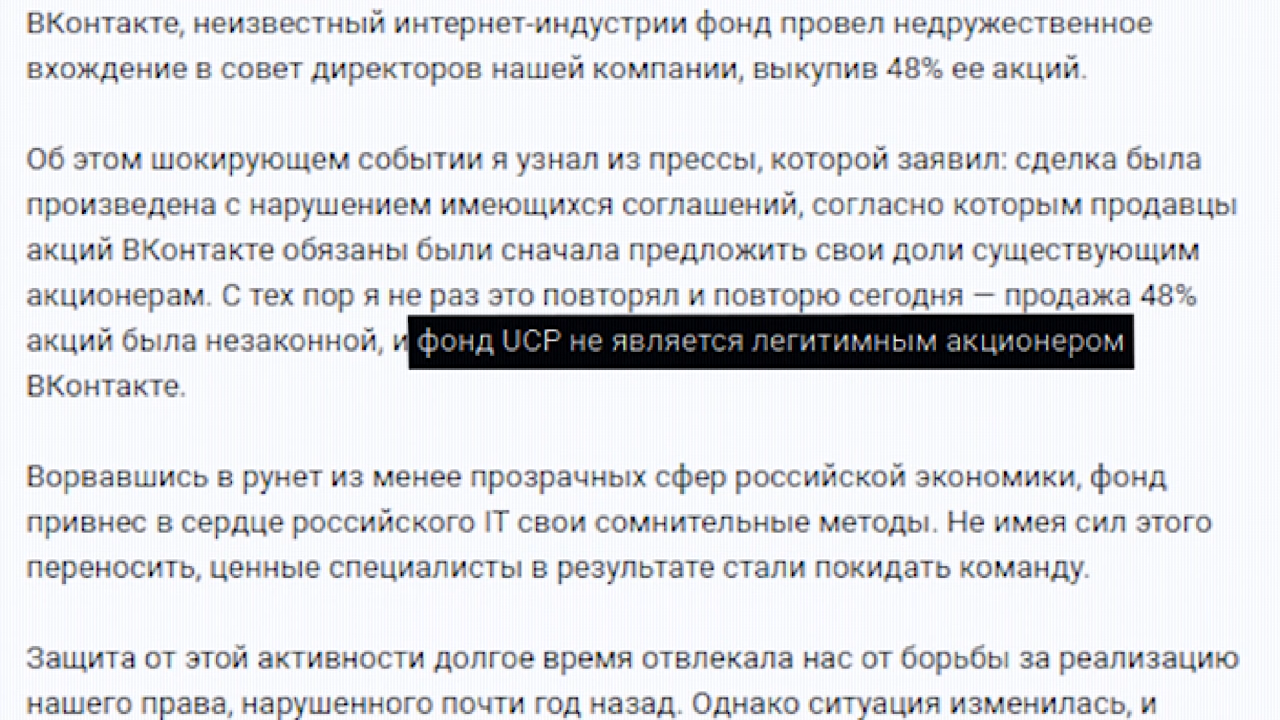 ВКонтакте, неизвестный интернет-индустрии фонд провел недружественное
вхождение в совет директоров нашей компании, выкупив 48% ее акций.
Об этом шокирующем событии я узнал из прессы, которой заявил: сделка была
произведена с нарушением имеющихся соглашений, согласно которым продавцы
акций ВКонтакте обязаны были сначала предложить свои доли существующим
акционерам. С тех пор я не раз это повторял и повторю сегодня — продажа 48%
акций была незаконной, и фонд UCP не является легитимным акционером
ВКонтакте.
Ворвавшись в рунет из менее прозрачных сфер российской экономики, фонд
привнес в сердце российского IT свои сомнительные методы. Не имея сил этого
переносить, ценные специалисты в результате стали покидать команду.
Защита от этой активности долгое время отвлекала нас от борьбы за реализацию
нашего права, нарушенного почти год назад. Однако ситуация изменилась, и